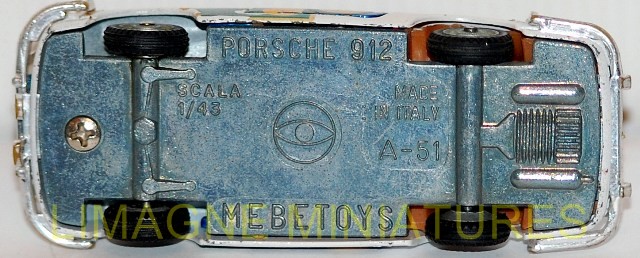 PORSCHE 912
SCALA
1/43
MADE
IN ITALY
A-51
MEBETOYS
LIMAGNE MINIATURES